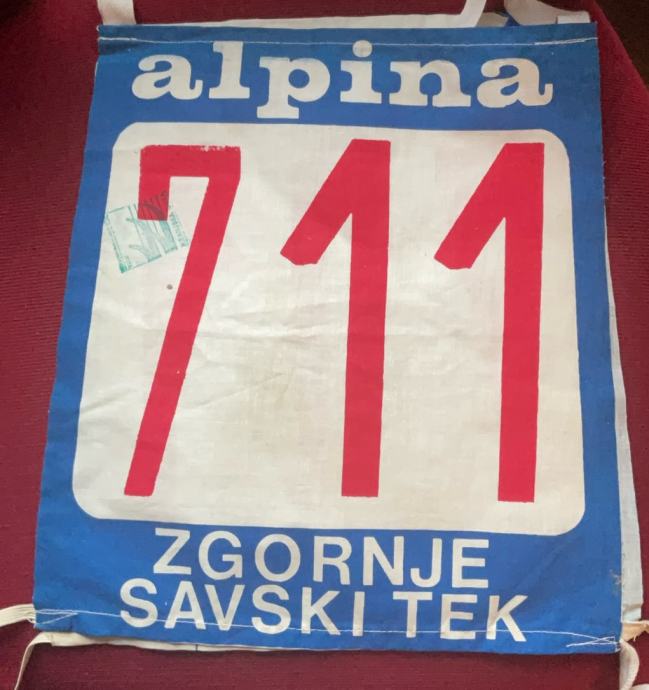 alpina
711
ZGORNJE
SAVSKI TEK